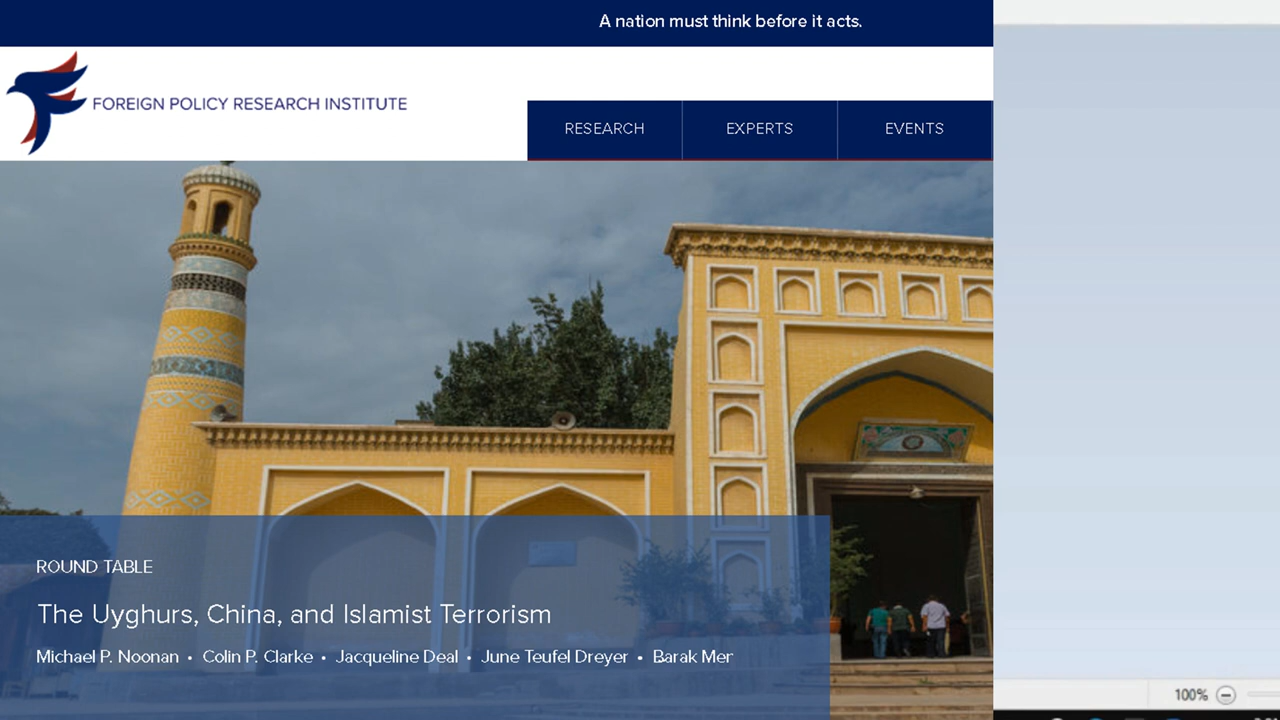 A nation must think before it acts.
FOREIGN POLICY RESEARCH INSTITUTE
RESEARCH EXPERTS EVENTS
ROUND TABLE
The Uyghurs, China, and Islamist Terrorism
Michael P. Noonan • Colin P. Clarke • Jacqueline Deal • June Teufel Dreyer • Barak Mer
100%